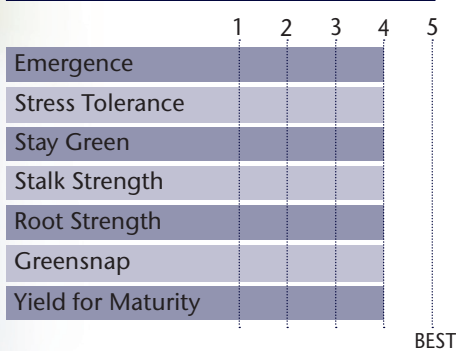 1 2 3 4 5
Emergence
Stress Tolerance
Stay Green
Stalk Strength
Root Strength
Greensnap
Yield for Maturity
BEST